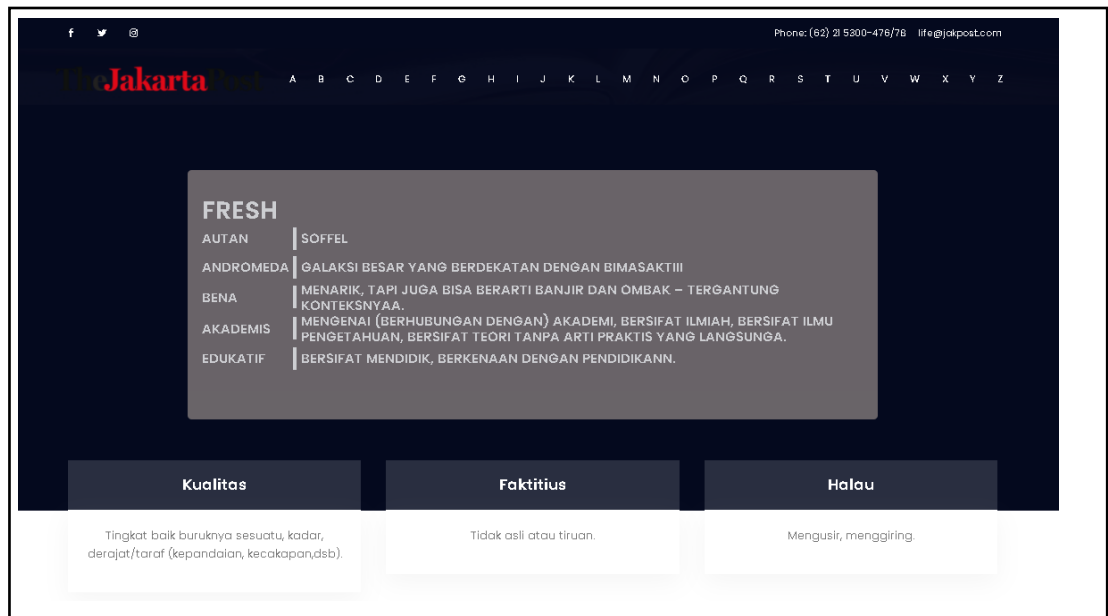 Phone: (62) 21 5300-476/78 life@jakpost.com
TheJakartaPost A B C D E F G H I J K L M N O P Q R S T U V W X Y Z
FRESH
AUTAN SOFFEL
ANDROMEDA GALAKSI BESAR YANG BERDEKATAN DENGAN BIMASAKTIII
BENA MENARIK, TAPI JUGA BISA BERARTI BANJIR DAN OMBAK – TERGANTUNG
KONTEKSNYAA.
AKADEMIS MENGENAI (BERHUBUNGAN DENGAN) AKADEMI, BERSIFAT ILMIAH, BERSIFAT ILMU
PENGETAHUAN, BERSIFAT TEORI TANPA ARTI PRAKTIS YANG LANGSUNGA.
EDUKATIF BERSIFAT MENDIDIK, BERKENAAN DENGAN PENDIDIKANN.
Kualitas
Tingkat baik buruknya sesuatu, kadar,
derajat/taraf (kepandaian, kecakapan,dsb).
Faktitius
Tidak asli atau tiruan.
Halau
Mengusir, menggiring.